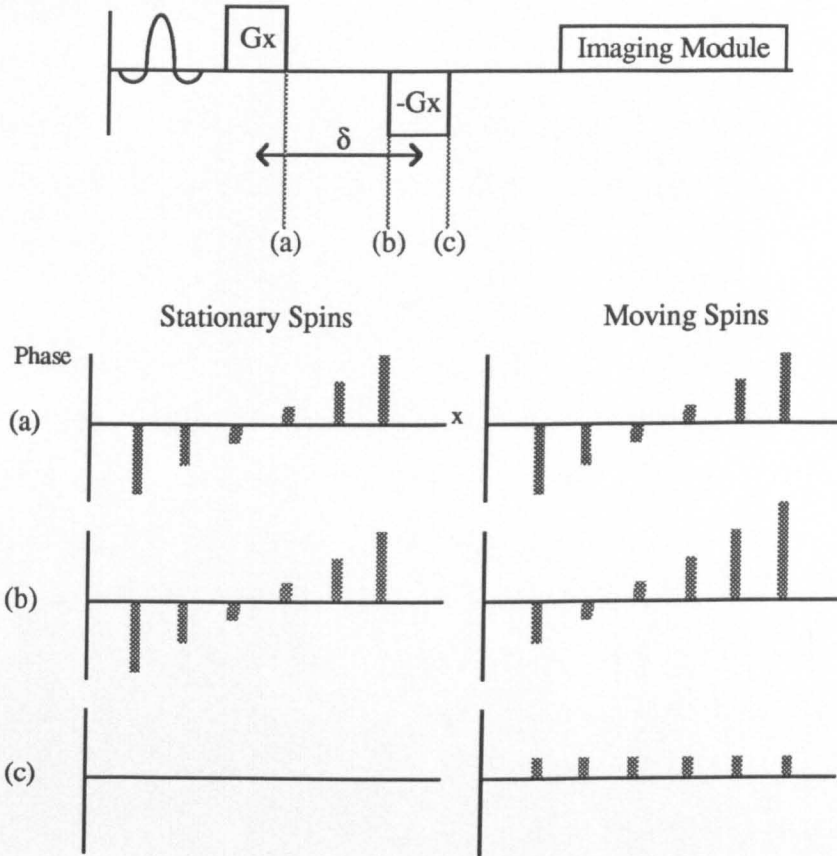 Gx
Imaging Module
-Gx
δ
(a) (b) (c)
Stationary Spins Moving Spins
Phase
(a) x
(b)
(c)